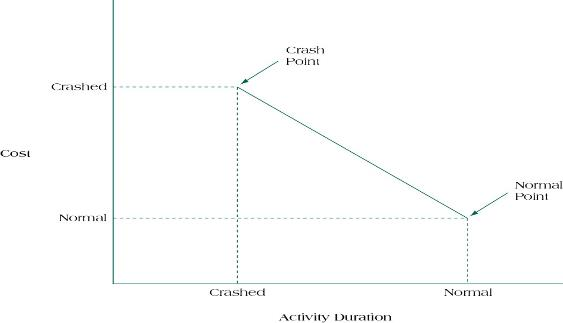 Crash
Point
Crashed
Cost
Normal
Point
Normal
Crashed
Normal
Activity Duration